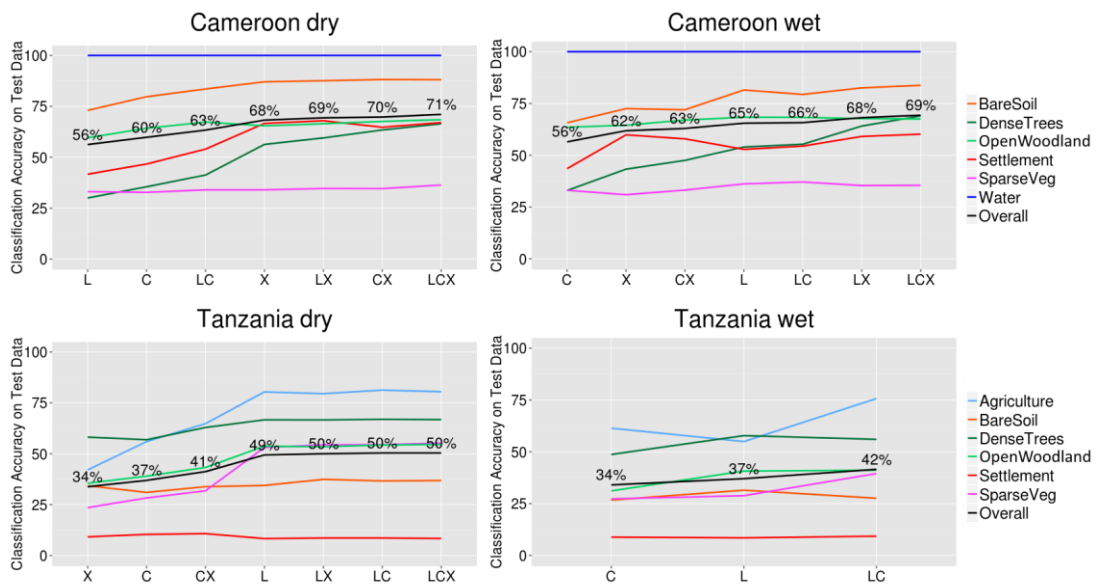 Cameroon dry
Classification Accuracy on Test Data
100
75
50
25
0
56%
60%
63%
68%
69%
70%
71%
L C LC X LX CX LCX
Cameroon wet
Classification Accuracy on Test Data
100
75
50
25
0
56%
62%
63%
65%
66%
68%
69%
C X CX L LC LX LCX
BareSoil
DenseTrees
OpenWoodland
Settlement
SparseVeg
Water
Overall
Tanzania dry
Classification Accuracy on Test Data
100
75
50
25
0
34%
37%
41%
49%
50%
50%
50%
X C CX L LX LC LCX
Tanzania wet
Classification Accuracy on Test Data
100
75
50
25
0
34%
37%
42%
C L LC
Agriculture
BareSoil
DenseTrees
OpenWoodland
Settlement
SparseVeg
Overall